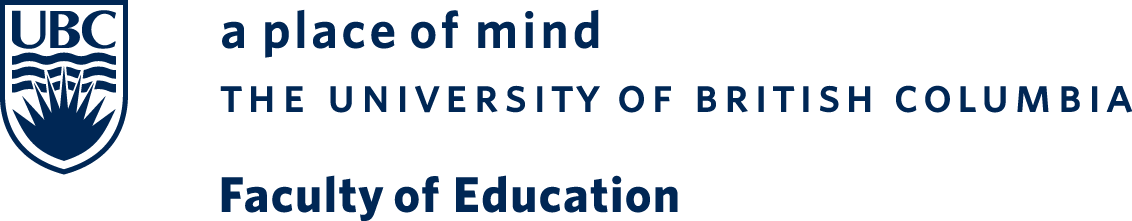 UBC
a place of mind
THE UNIVERSITY OF BRITISH COLUMBIA
Faculty of Education